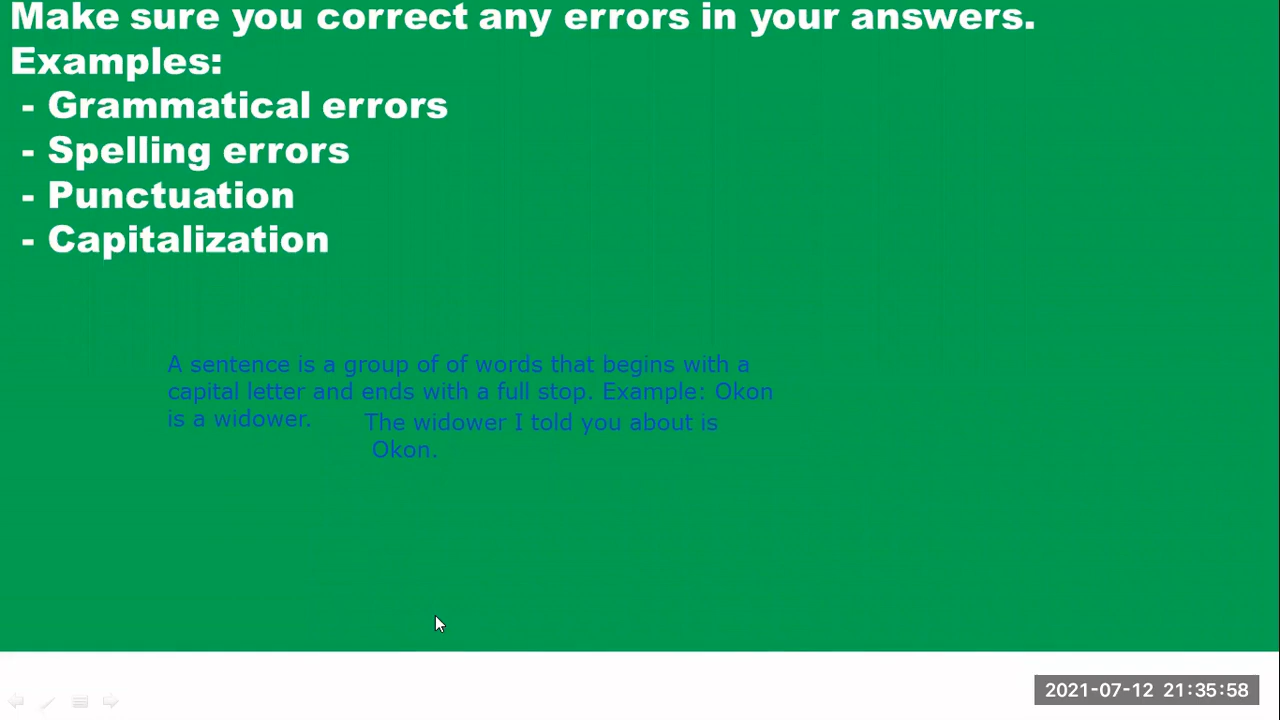 Make sure you correct any errors in your answers.
Examples:
- Grammatical errors
- Spelling errors
- Punctuation
- Capitalization
A sentence is a group of of words that begins with a
capital letter and ends with a full stop. Example: Okon
is a widower.
The widower I told you about is
Okon.
2021-07-12 21:35:58